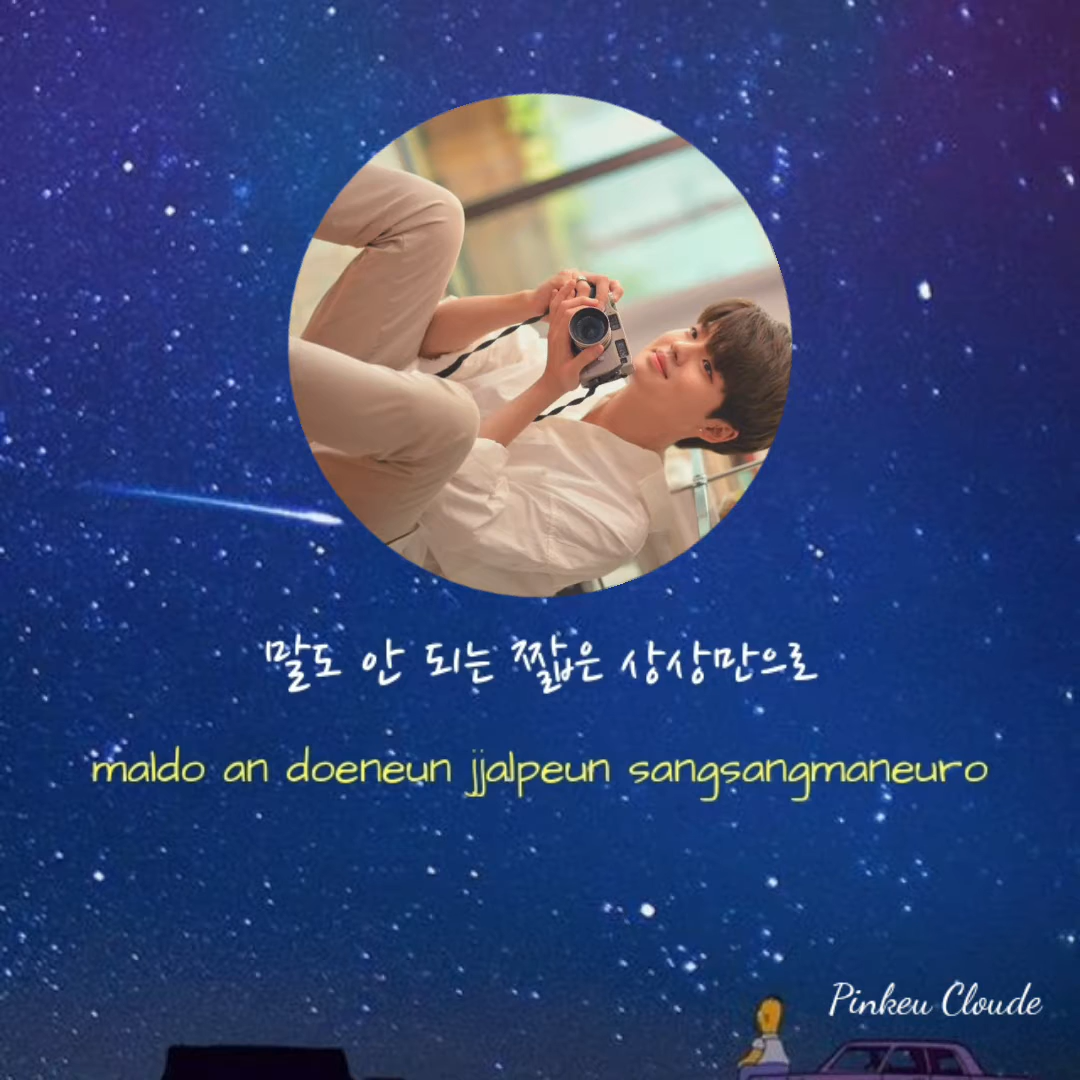 말도 안 되는 짧은 상상만으로
maldo an doeneun jjalpeun sangsangmaneuro
Pinkeu Cloude